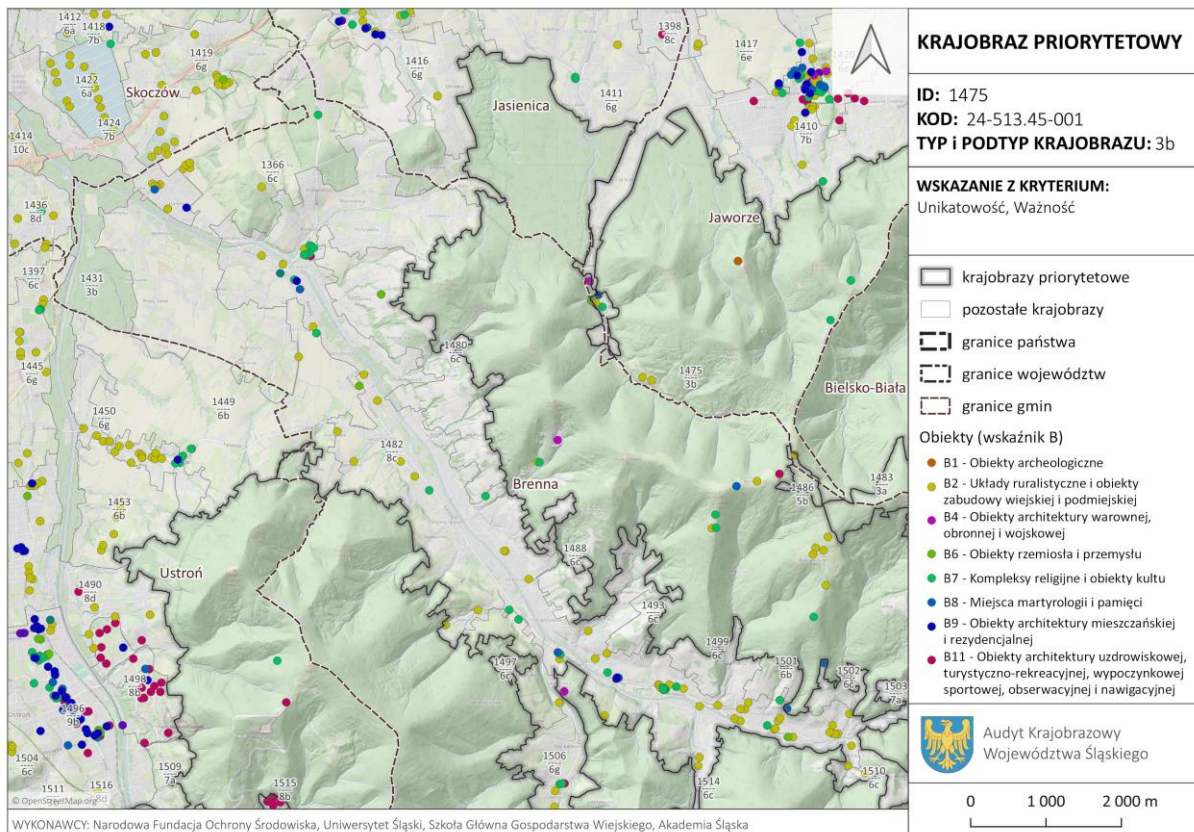 1412
6a
1418
7b
1419
6g
1422
6a
Skoczów
1424
7b
1414
10c
1366
6c
1436
8d
1397
6c
1431
3b
1445
6g
1450
6g
1449
6b
1453
6b
1416
6g
Jasienica
1411
6g
1398
8c
1417
6e
1410
7b
Jaworze
1480
6c
1475
3b
Bielsko-Biała
1482
8c
Brenna
1486
5b
1483
3a
1488
6c
1493
6c
Ustroń
1490
8d
1498
8b
1496
9b
1497
6c
1499
6c
1501
6b
1502
6c
1503
7a
1504
6c
1511
1516
8d
1509
7a
1515
8b
1506
6g
1514
6c
1510
6c
© OpenStreetMap.org
WYKONAWCY: Narodowa Fundacja Ochrony Środowiska, Uniwersytet Śląski, Szkoła Główna Gospodarstwa Wiejskiego, Akademia Śląska
KRAJOBRAZ PRIORYTETOWY
ID: 1475
KOD: 24-513.45-001
TYP i PODTYP KRAJOBRAZU: 3b
WSKAZANIE Z KRYTERIUM:
Unikatowość, Ważność
krajobrazy priorytetowe
pozostałe krajobrazy
granice państwa
granice województw
granice gmin
Obiekty (wskaźnik B)
B1 - Obiekty archeologiczne
B2 - Układy ruralistyczne i obiekty
zabudowy wiejskiej i podmiejskiej
B4 - Obiekty architektury warownej,
obronnej i wojskowej
B6 - Obiekty rzemiosła i przemysłu
B7 - Kompleksy religijne i obiekty kultu
B8 - Miejsca martyrologii i pamięci
B9 - Obiekty architektury mieszczańskiej
i rezydencjalnej
B11 - Obiekty architektury uzdrowiskowej,
turystyczno-rekreacyjnej, wypoczynkowej
sportowej, obserwacyjnej i nawigacyjnej
Audyt Krajobrazowy
Województwa Śląskiego
0 1 000 2 000 m